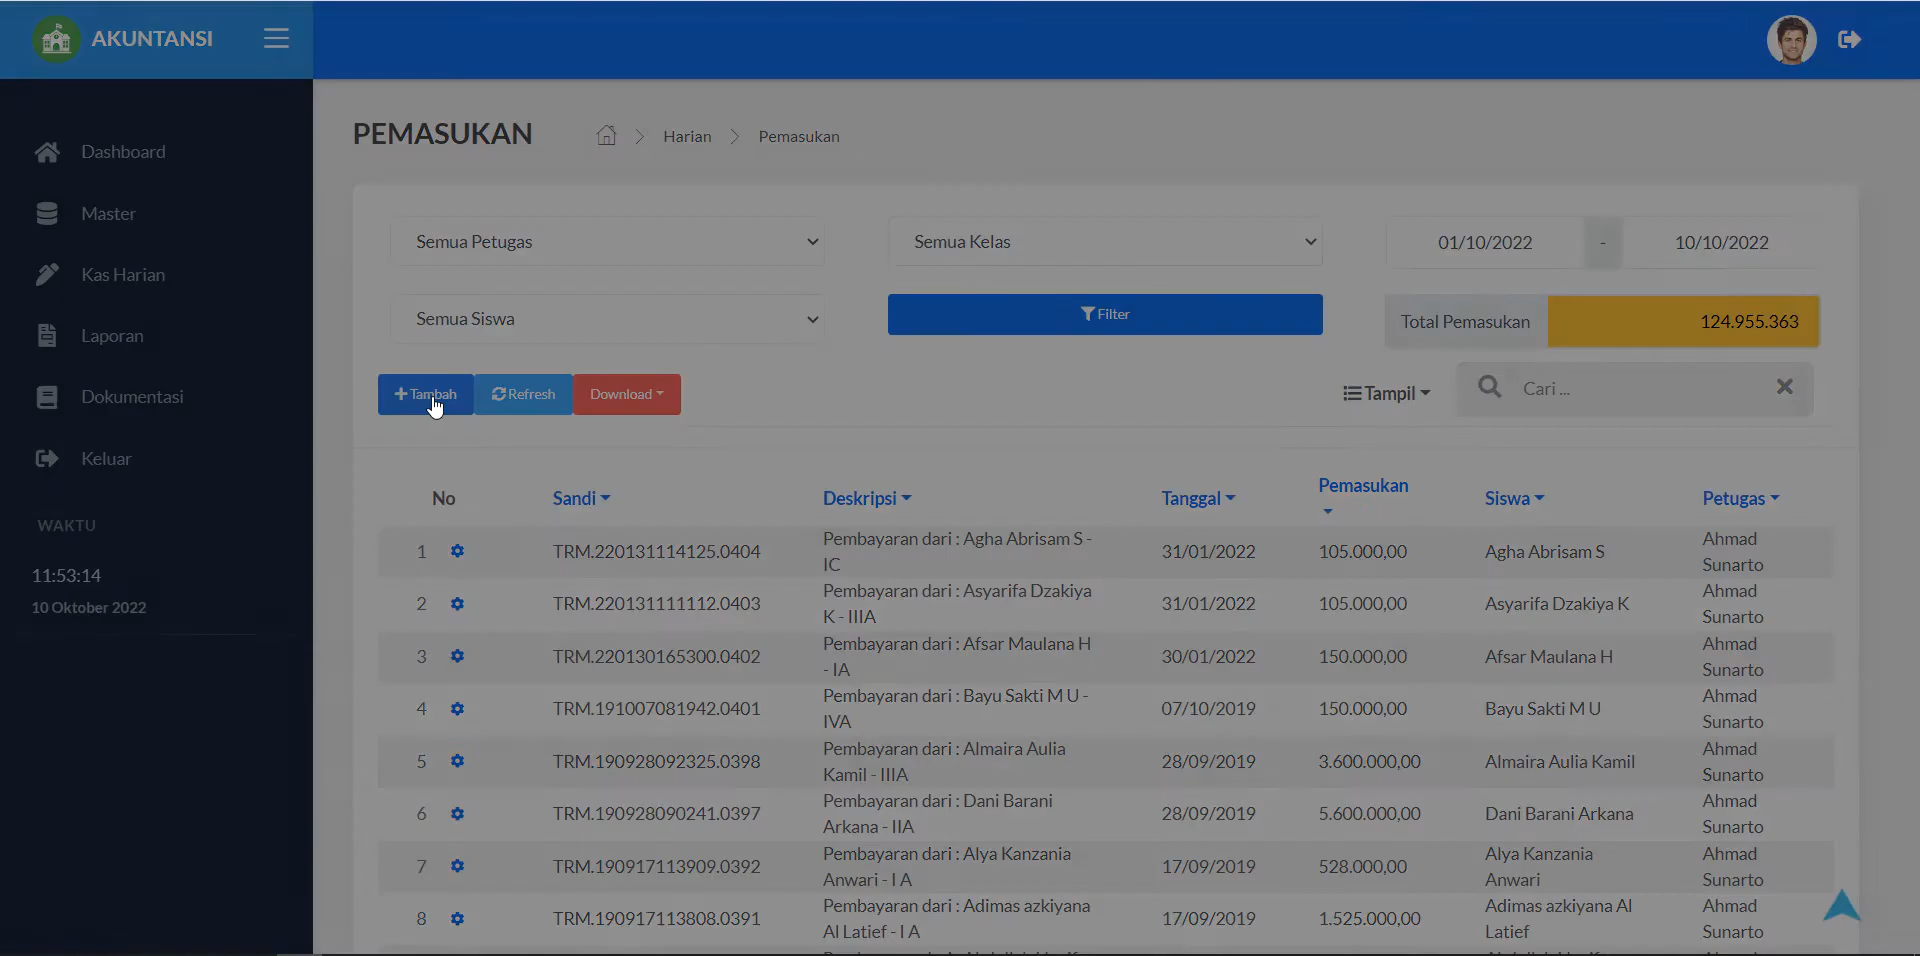 AKUNTANSI
PEMASUKAN
Harian
Pemasukan
Dashboard
Master
Kas Harian
Laporan
Dokumentasi
Keluar
WAKTU
11:53:14
10 Oktober 2022
Semua Petugas
Semua Kelas
01/10/2022
-
10/10/2022
Semua Siswa
Filter
Total Pemasukan
124.955.363
Tambah
Refresh
Download
Tampil
Cari ...
No
Sandi
Deskripsi
Tanggal
Pemasukan
Siswa
Petugas
1
TRM.220131114125.0404
Pembayaran dari : Agha Abrisam S -
IC
31/01/2022
105.000,00
Agha Abrisam S
Ahmad
Sunarto
2
TRM.220131111112.0403
Pembayaran dari : Asyarifa Dzakiya
K - IIIA
31/01/2022
105.000,00
Asyarifa Dzakiya K
Ahmad
Sunarto
3
TRM.220130165300.0402
Pembayaran dari : Afsar Maulana H
- IA
30/01/2022
150.000,00
Afsar Maulana H
Ahmad
Sunarto
4
TRM.191007081942.0401
Pembayaran dari : Bayu Sakti M U -
IVA
07/10/2019
150.000,00
Bayu Sakti M U
Ahmad
Sunarto
5
TRM.190928092325.0398
Pembayaran dari : Almaira Aulia
Kamil - IIIA
28/09/2019
3.600.000,00
Almaira Aulia Kamil
Ahmad
Sunarto
6
TRM.190928090241.0397
Pembayaran dari : Dani Barani
Arkana - IIA
28/09/2019
5.600.000,00
Dani Barani Arkana
Ahmad
Sunarto
7
TRM.190917113909.0392
Pembayaran dari : Alya Kanzania
Anwari - I A
17/09/2019
528.000,00
Alya Kanzania
Anwari
Ahmad
Sunarto
8
TRM.190917113808.0391
Pembayaran dari : Adimas azkiyana
Al Latief - I A
17/09/2019
1.525.000,00
Adimas azkiyana Al
Latief
Ahmad
Sunarto